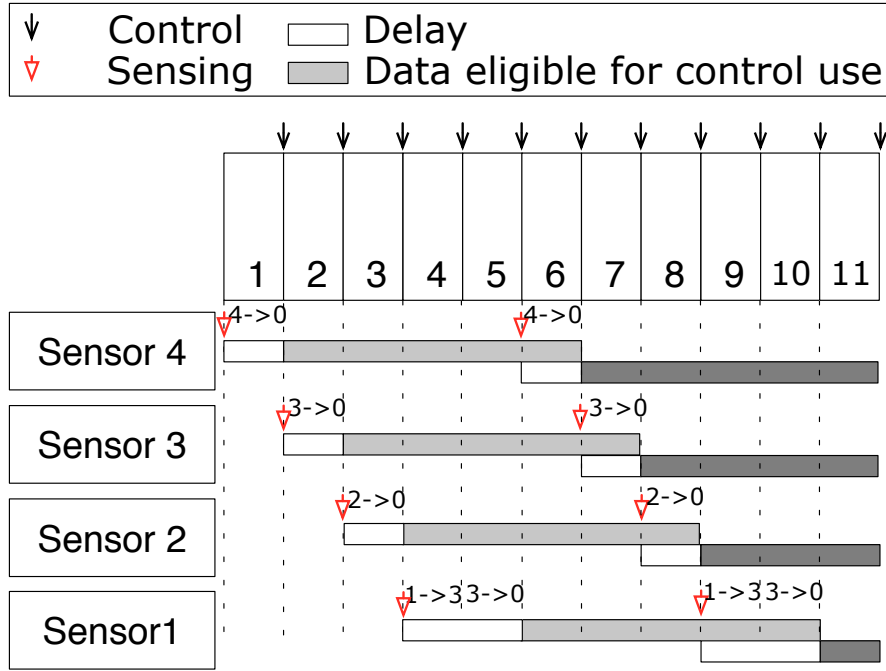 Control Delay
Sensing Data eligible for control use
1 2 3 4 5 6 7 8 9 10 11
Sensor 4 4->0 4->0
Sensor 3 3->0 3->0
Sensor 2 2->0 2->0
Sensor1 1->3 3->0 1->3 3->0